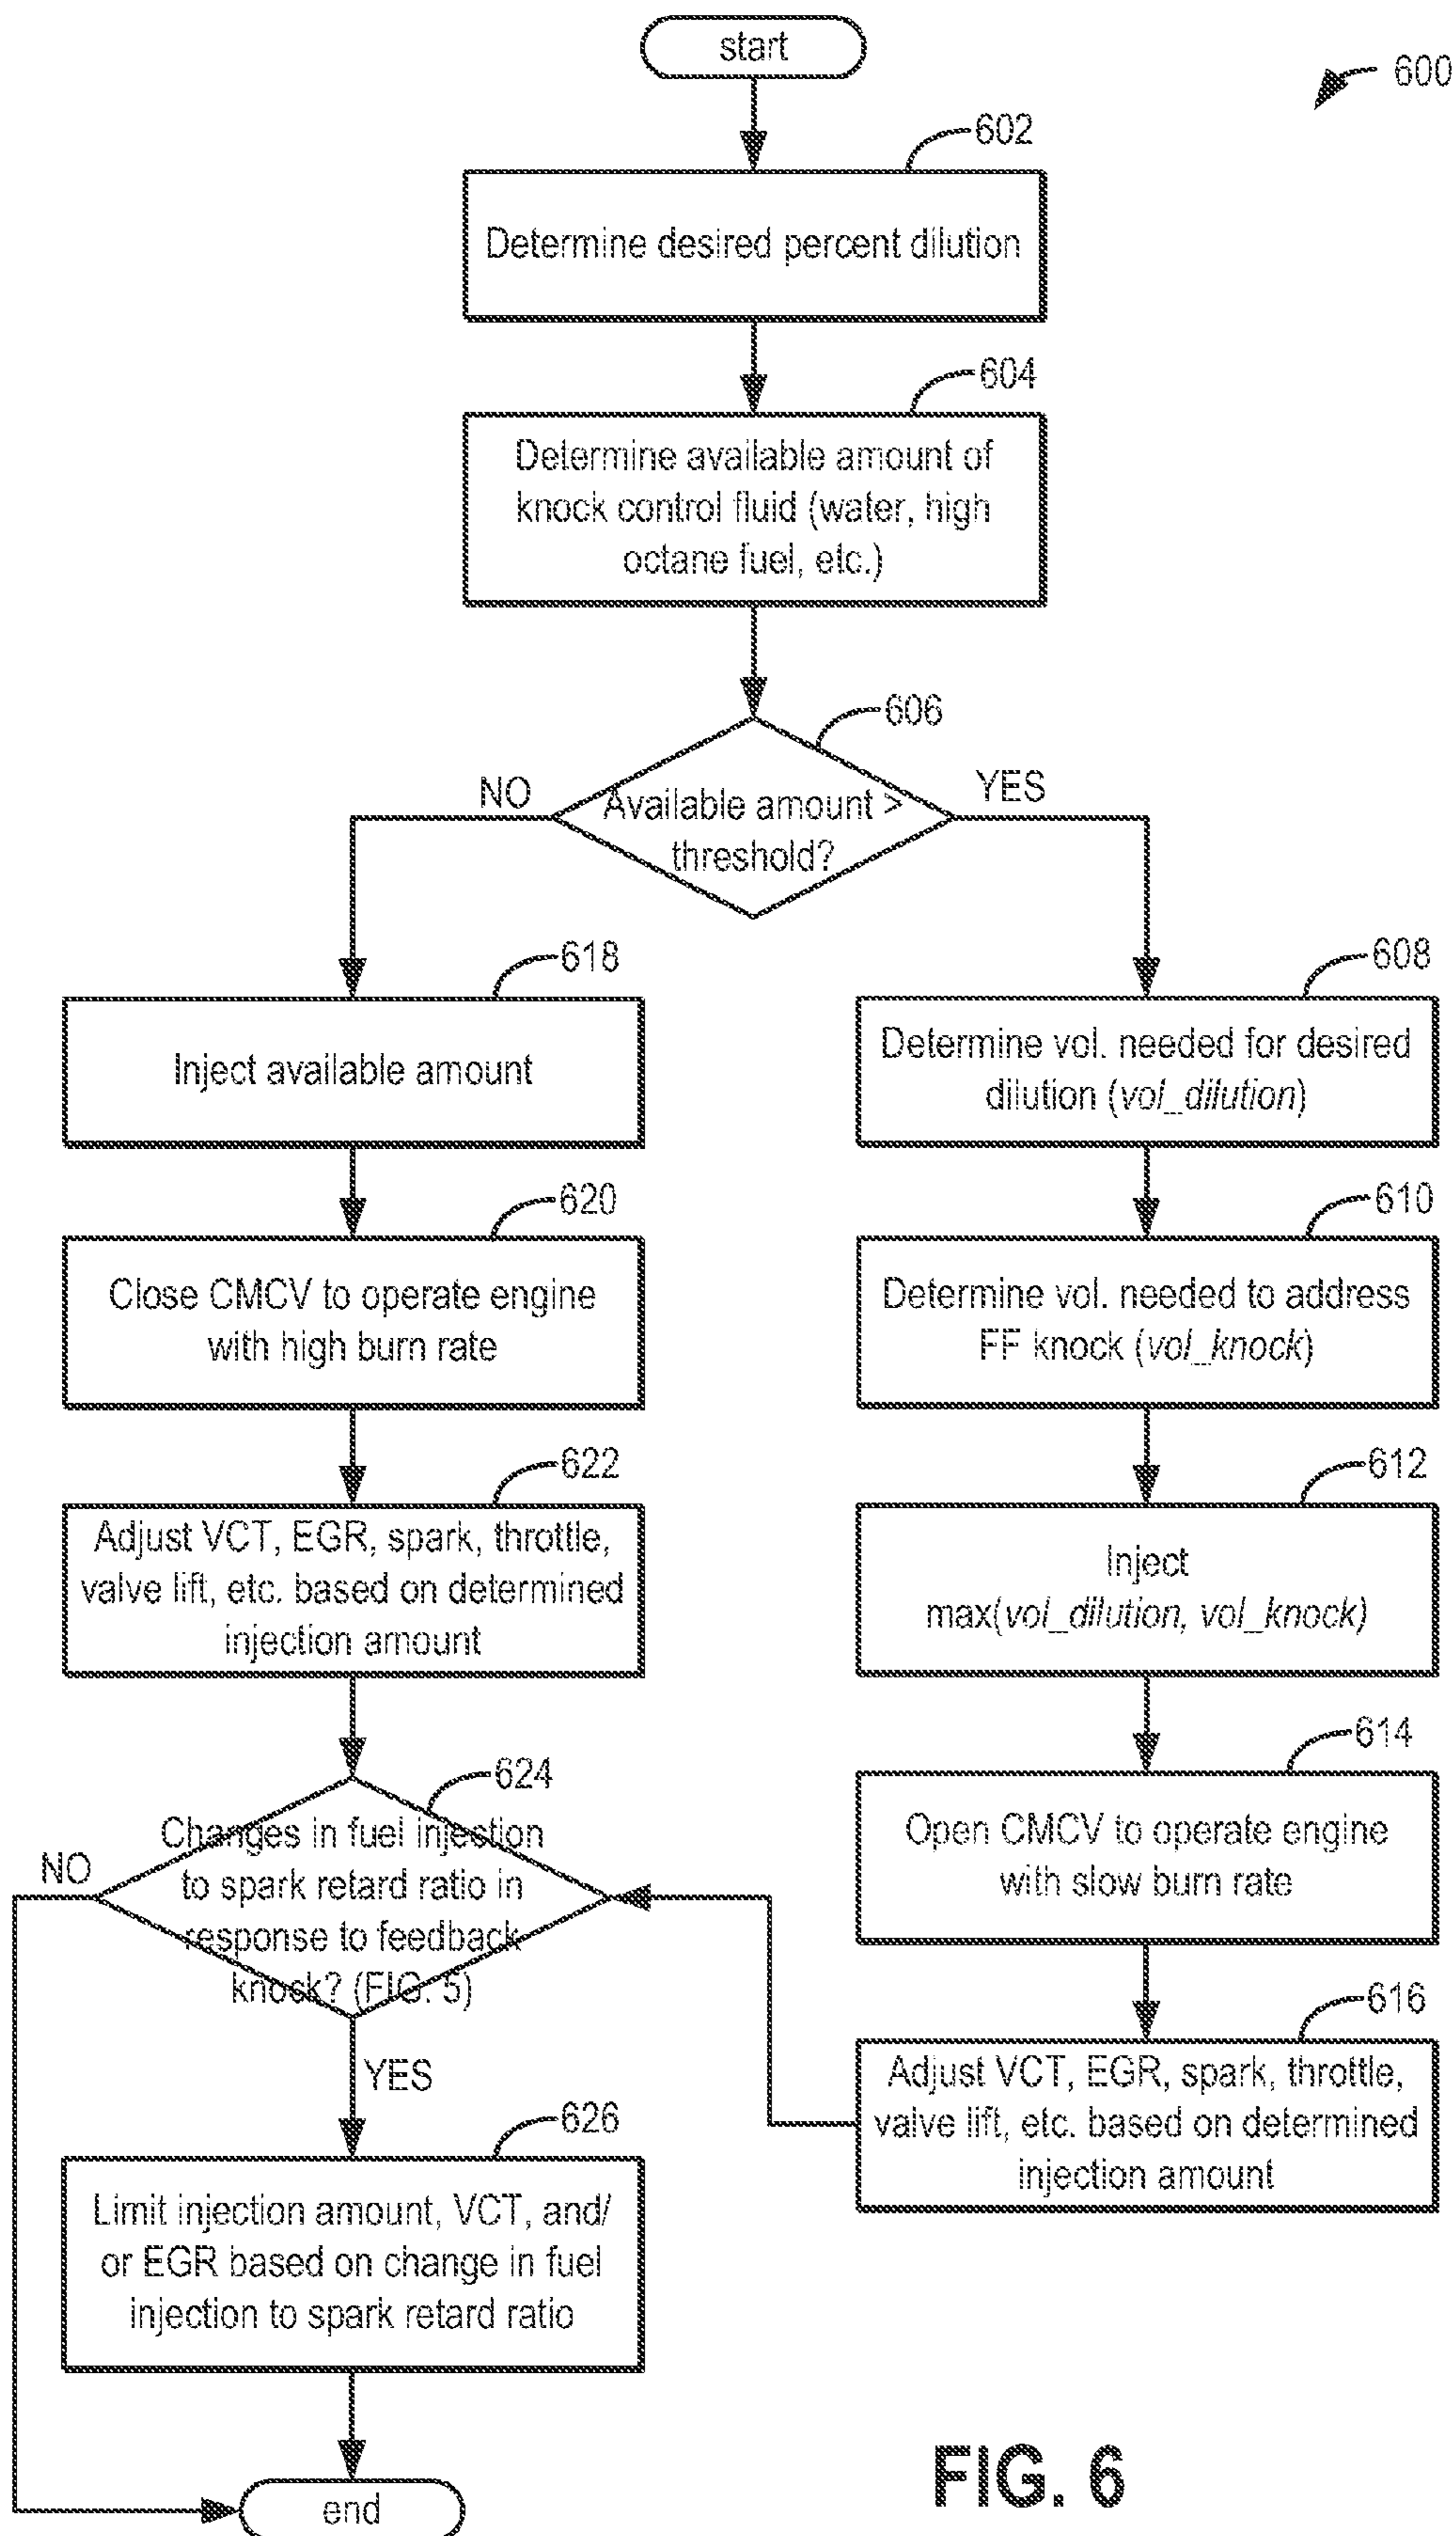 start
600
602
Determine desired percent dilution
604
Determine available amount of
knock control fluid (water, high
octane fuel, etc.)
606
NO
YES
Available amount >
threshold?
618
Inject available amount
620
Close CMCV to operate engine
with high burn rate
622
Adjust VCT, EGR, spark, throttle,
valve lift, etc. based on determined
injection amount
608
Determine vol. needed for desired
dilution (vol_dilution)
610
Determine vol. needed to address
FF knock (vol_knock)
612
Inject
max(vol_dilution, vol_knock)
614
Open CMCV to operate engine
with slow burn rate
616
Adjust VCT, EGR, spark, throttle,
valve lift, etc. based on determined
injection amount
624
Changes in fuel injection
to spark retard ratio in
response to feedback
knock? (FIG. 5)
NO
YES
626
Limit injection amount, VCT, and/
or EGR based on change in fuel
injection to spark retard ratio
end
FIG. 6